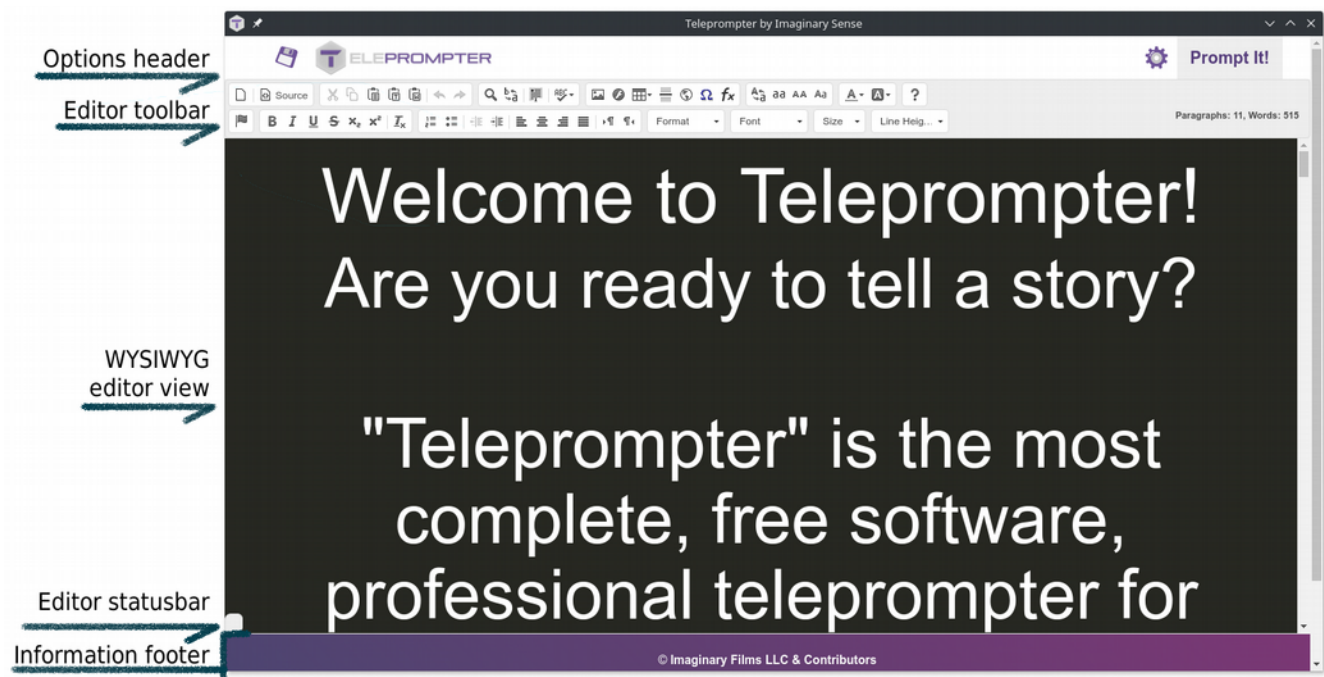 Teleprompter by Imaginary Sense
Options header
TELEPROMPTER
Prompt It!
Editor toolbar
Source
Format
Font
Size
Line Heig...
Paragraphs: 11, Words: 515
Welcome to Teleprompter!
Are you ready to tell a story?
WYSIWYG
editor view
"Teleprompter" is the most
complete, free software,
professional teleprompter for
Editor statusbar
Information footer
© Imaginary Films LLC & Contributors